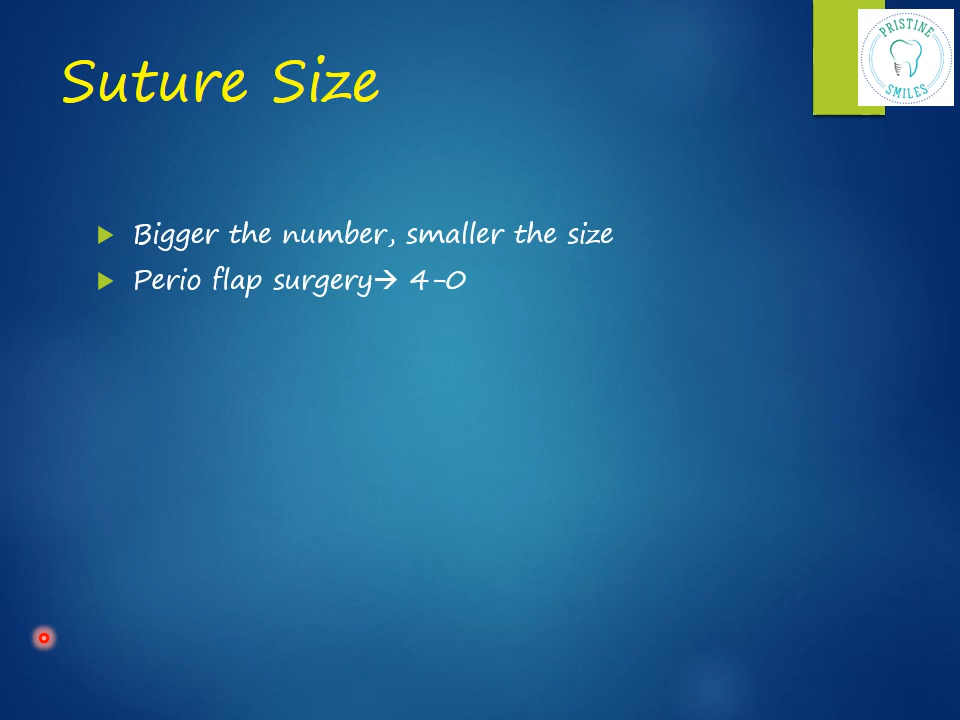 Suture Size
PRISTINE
SMILES
Bigger the number, smaller the size
Perio flap surgery→ 4-0